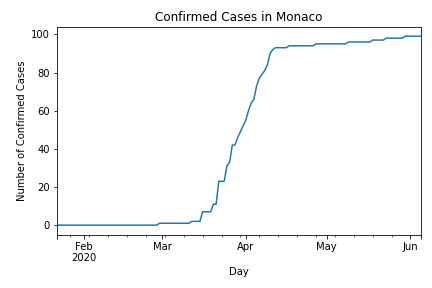 Confirmed Cases in Monaco
Number of Confirmed Cases
100
80
60
40
20
0
Feb
2020
Mar
Apr
May
Jun
Day